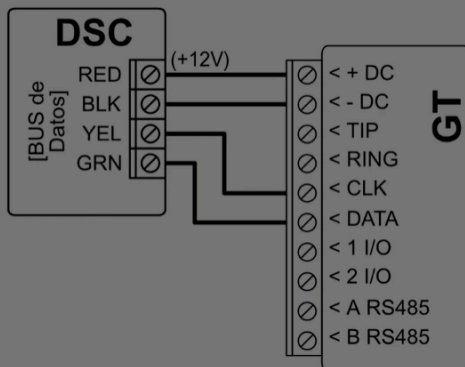 DSC
[BUS de
Datos]
RED
BLK
YEL
GRN
(+12V)
GT
< + DC
< - DC
< TIP
< RING
< CLK
< DATA
< 1 I/O
< 2 I/O
< A RS485
< B RS485